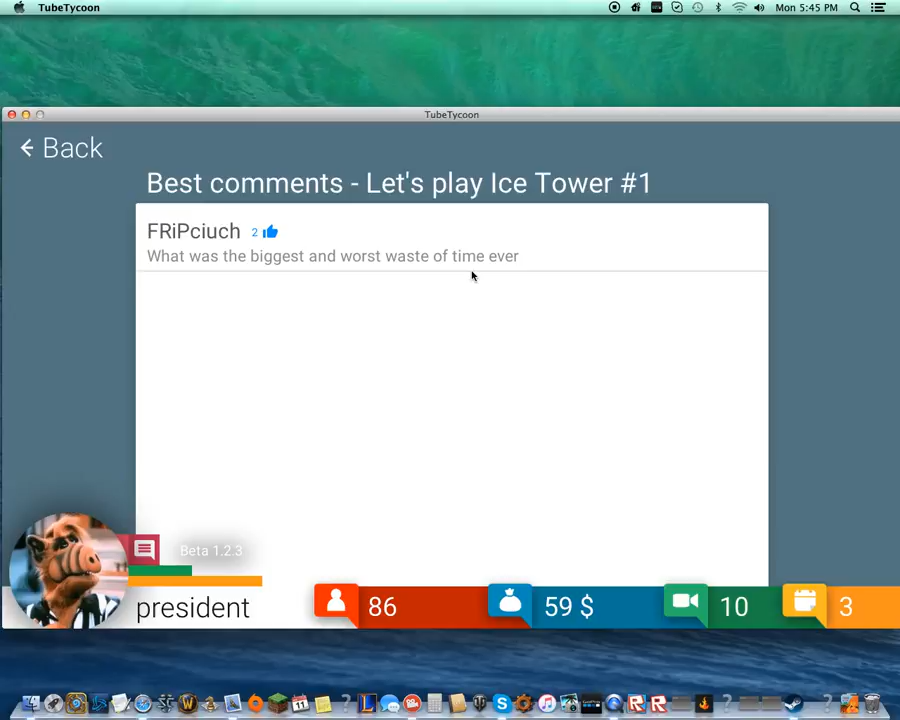 TubeTycoon
Mon 5:45 PM
TubeTycoon
Back
Best comments - Let's play Ice Tower #1
FRiPciuch 2
What was the biggest and worst waste of time ever
Beta 1.2.3
president
86
59 $
10
3